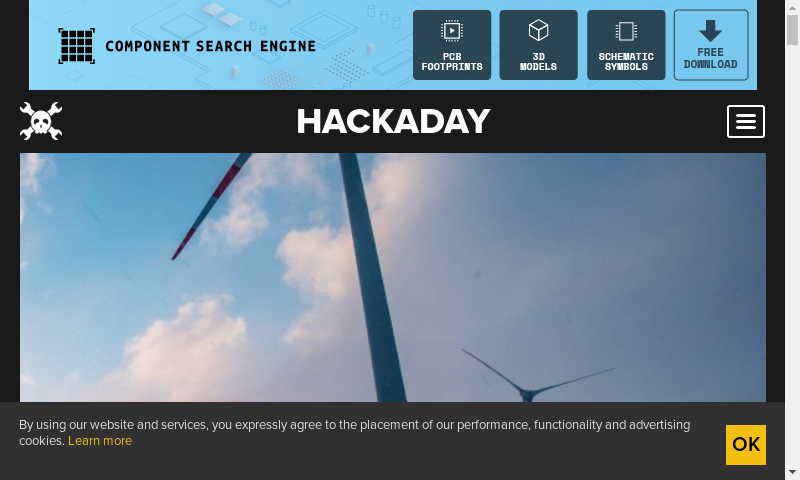 COMPONENT SEARCH ENGINE
PCB
FOOTPRINTS
3D
MODELS
SCHEMATIC
SYMBOLS
FREE
DOWNLOAD
HACKADAY
By using our website and services, you expressly agree to the placement of our performance, functionality and advertising
cookies. Learn more
OK